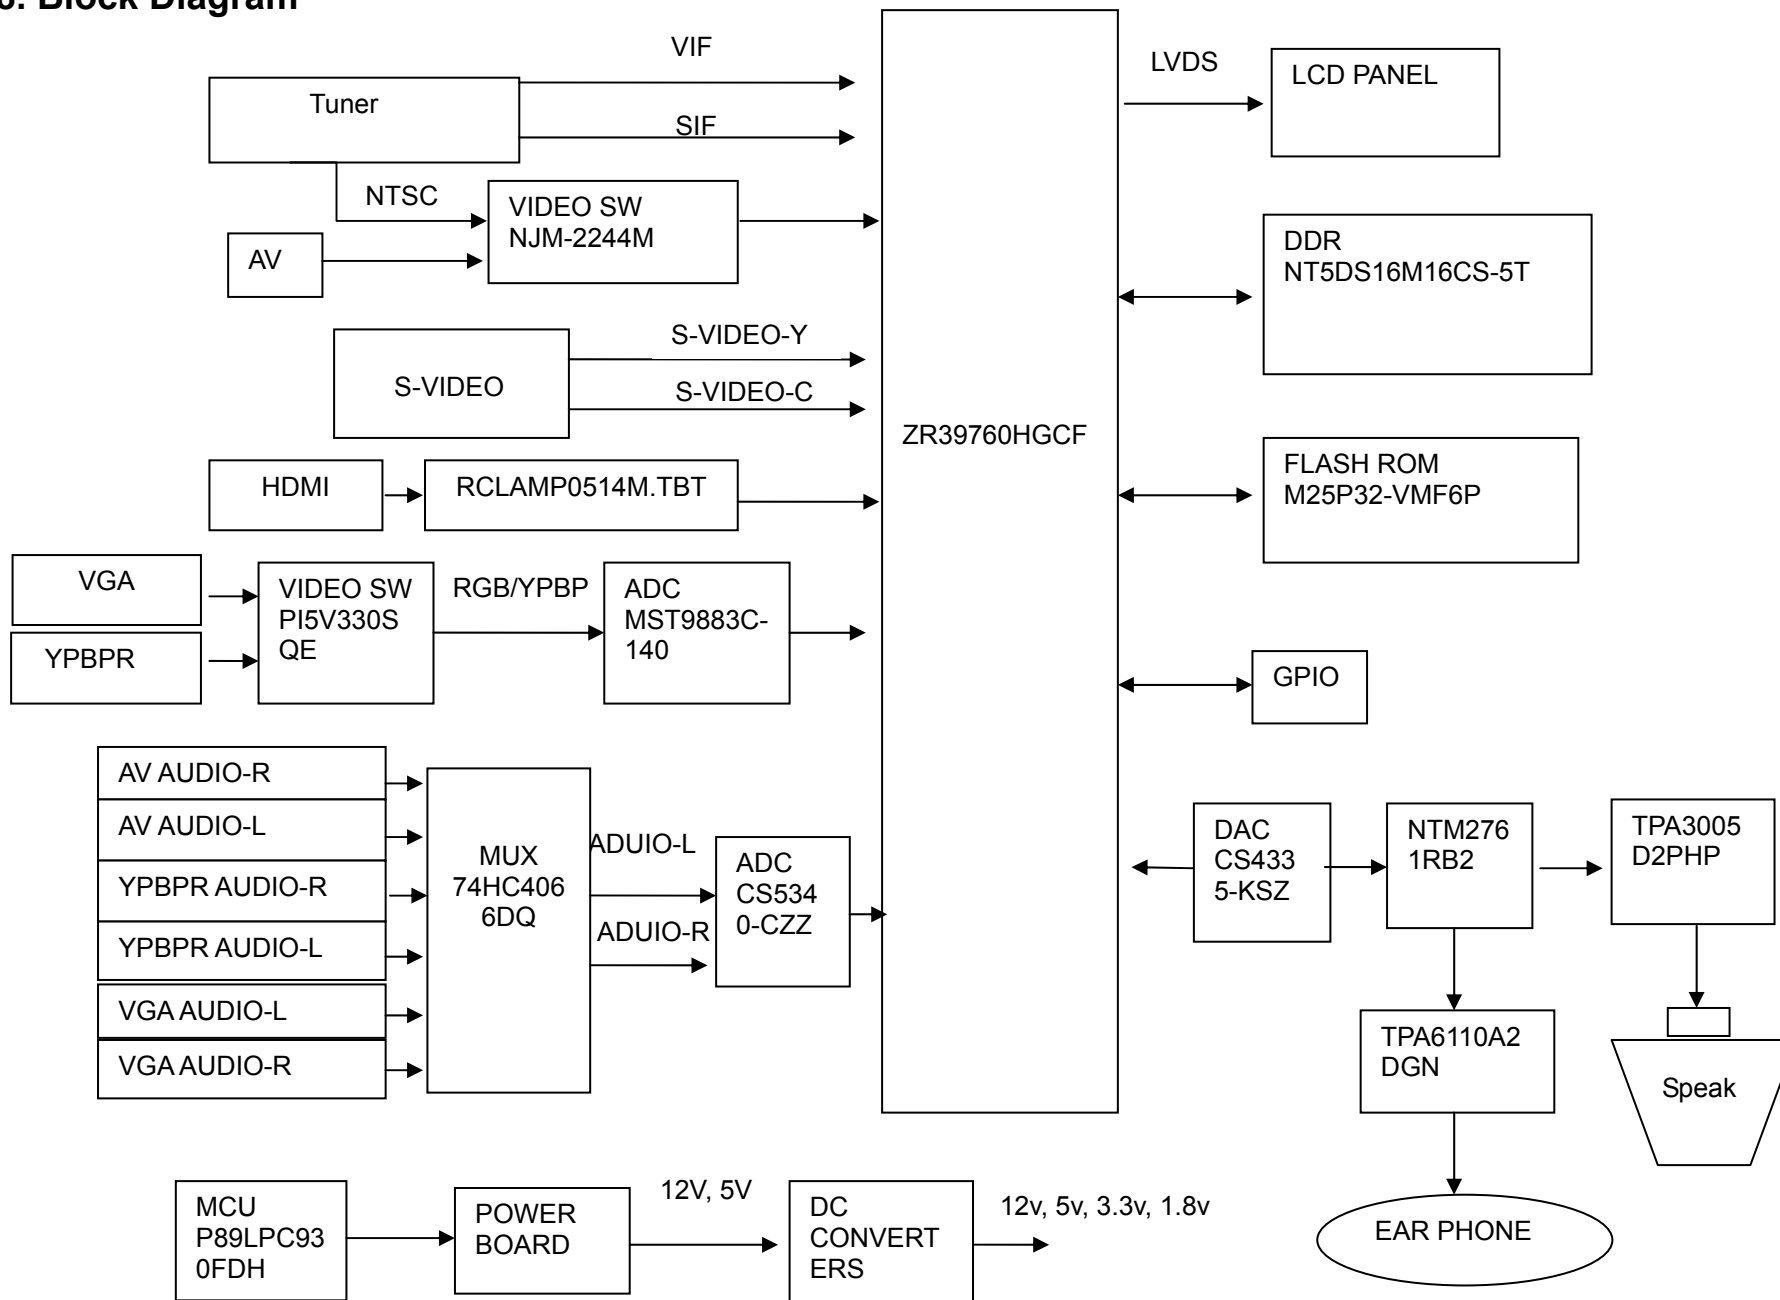 Block Diagram
VIF
LVDS
LCD PANEL
Tuner
SIF
NTSC
VIDEO SW
NJM-2244M
AV
DDR
NT5DS16M16CS-5T
S-VIDEO-Y
S-VIDEO
S-VIDEO-C
ZR39760HGCF
FLASH ROM
M25P32-VMF6P
HDMI
RCLAMP0514M.TBT
VGA
VIDEO SW
PI5V330S
QE
RGB/YPBP
ADC
MST9883C-
140
YPBPR
GPIO
AV AUDIO-R
AV AUDIO-L
YPBPR AUDIO-R
YPBPR AUDIO-L
VGA AUDIO-L
VGA AUDIO-R
MUX
74HC406
6DQ
ADUIO-L
ADUIO-R
ADC
CS534
0-CZZ
DAC
CS433
5-KSZ
NTM276
1RB2
TPA3005
D2PHP
TPA6110A2
DGN
Speak
EAR PHONE
MCU
P89LPC93
0FDH
POWER
BOARD
12V, 5V
DC
CONVERT
ERS
12v, 5v, 3.3v, 1.8v